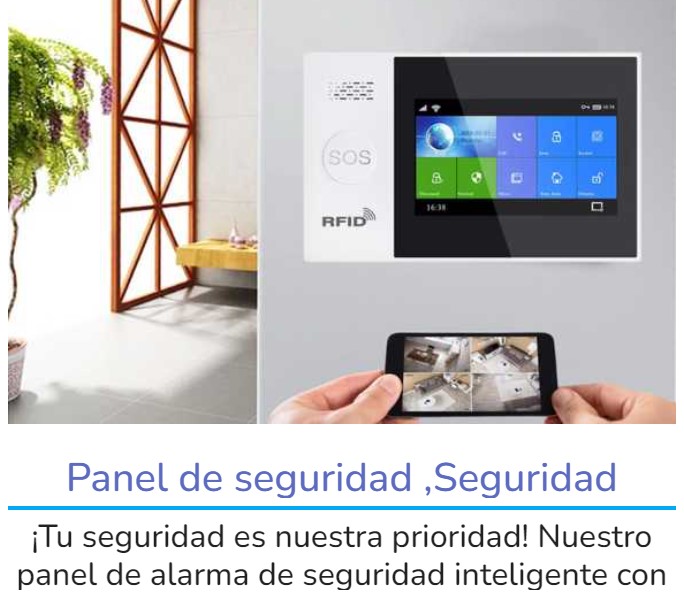 SOS
RFID
16:38
Panel de seguridad ,Seguridad
¡Tu seguridad es nuestra prioridad! Nuestro
panel de alarma de seguridad inteligente con